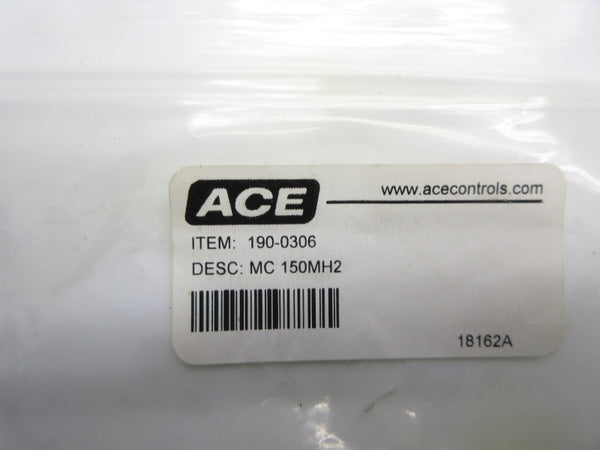 ACE
www.acecontrols.com
ITEM: 190-0306
DESC: MC 150MH2
18162A